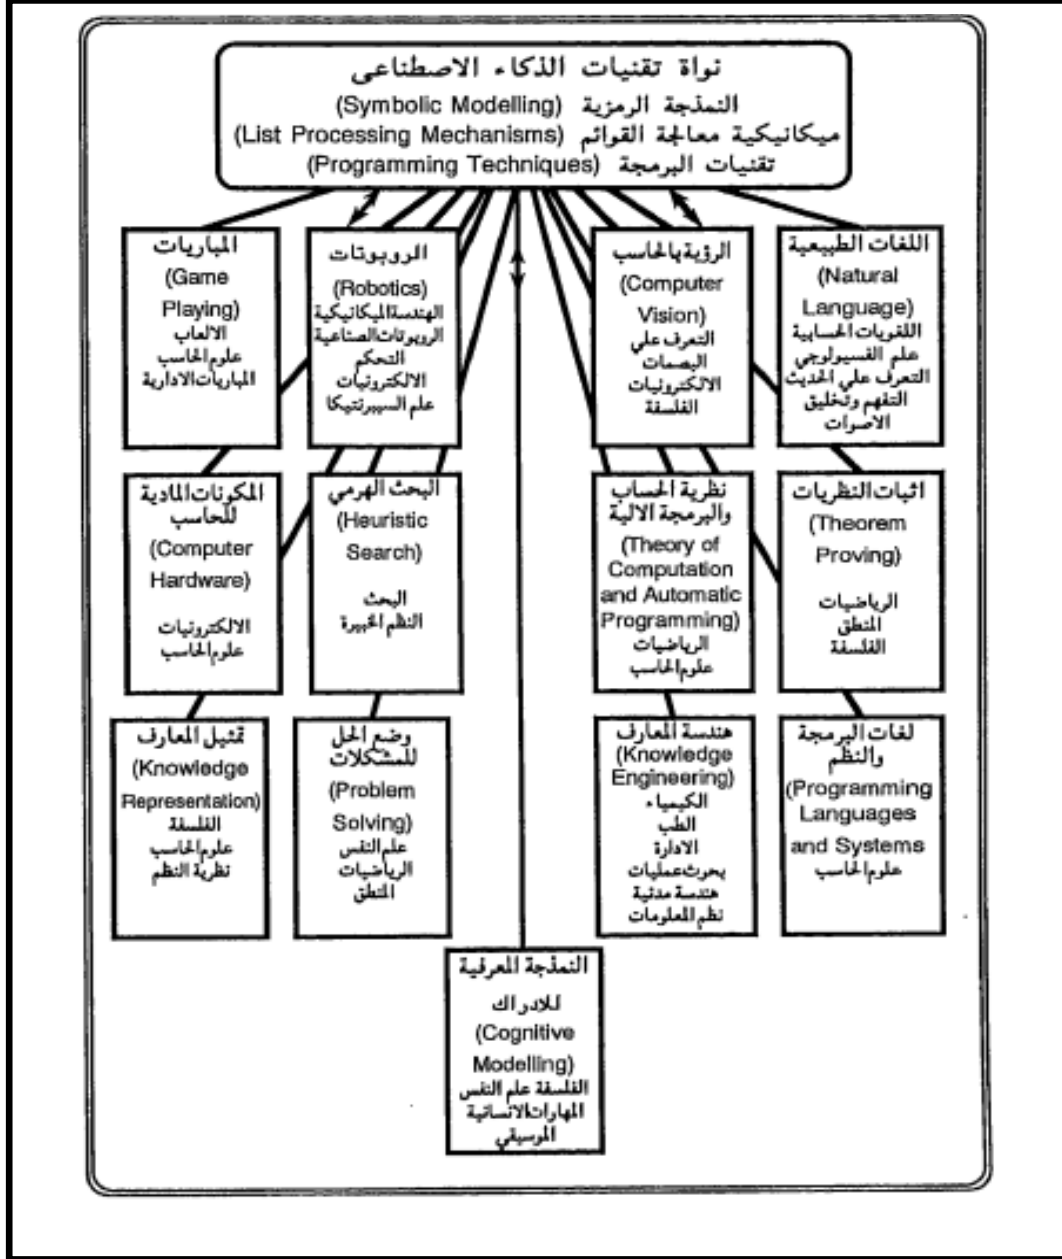 نواة تقنيات الذكاء الاصطناعى
النمذجة الرمزية (Symbolic Modelling)
ميكانيكية معالجة القوائم (List Processing Mechanisms)
تقنيات البرمجة (Programming Techniques)
المباريات
(Game
Playing)
الالعاب
علوم الحاسب
المباريات الادارية
الروبوتات
(Robotics)
الهندسة الميكانيكية
الروبوتات الصناعية
التحكم
الالكترونيات
علم السيبرنتيكا
الرؤية بالحاسب
(Computer
Vision)
التعرف علي
البصمات
الالكترونيات
الفلسفة
اللغات الطبيعية
(Natural
Language)
اللغويات الحسابية
علم الفسيولوجي
التعرف علي الحديث
التفهم وتخليق
الاصوات
المكونات المادية
للحاسب
(Computer
Hardware)
الالكترونيات
علوم الحاسب
البحث الهرمي
(Heuristic
Search)
البحث
النظم الخبيرة
نظرية الحساب
والبرمجة الالية
(Theory of
Computation
and Automatic
Programming)
الرياضيات
علوم الحاسب
اثبات النظريات
(Theorem
Proving)
الرياضيات
المنطق
الفلسفة
تمثيل المعارف
(Knowledge
Representation)
الفلسفة
علوم الحاسب
نظرية النظم
وضع الحل
للمشكلات
(Problem
Solving)
علم النفس
الرياضيات
المنطق
هندسة المعارف
(Knowledge
Engineering)
الكيمياء
الطب
الادارة
بحوث عمليات
هندسة مدنية
نظم المعلومات
لغات البرمجة
والنظم
(Programming
Languages
and Systems
علوم الحاسب
النمذجة المعرفية
للادراك
(Cognitive
Modelling)
الفلسفة علم النفس
المهارات الانسانية
الموسيقي